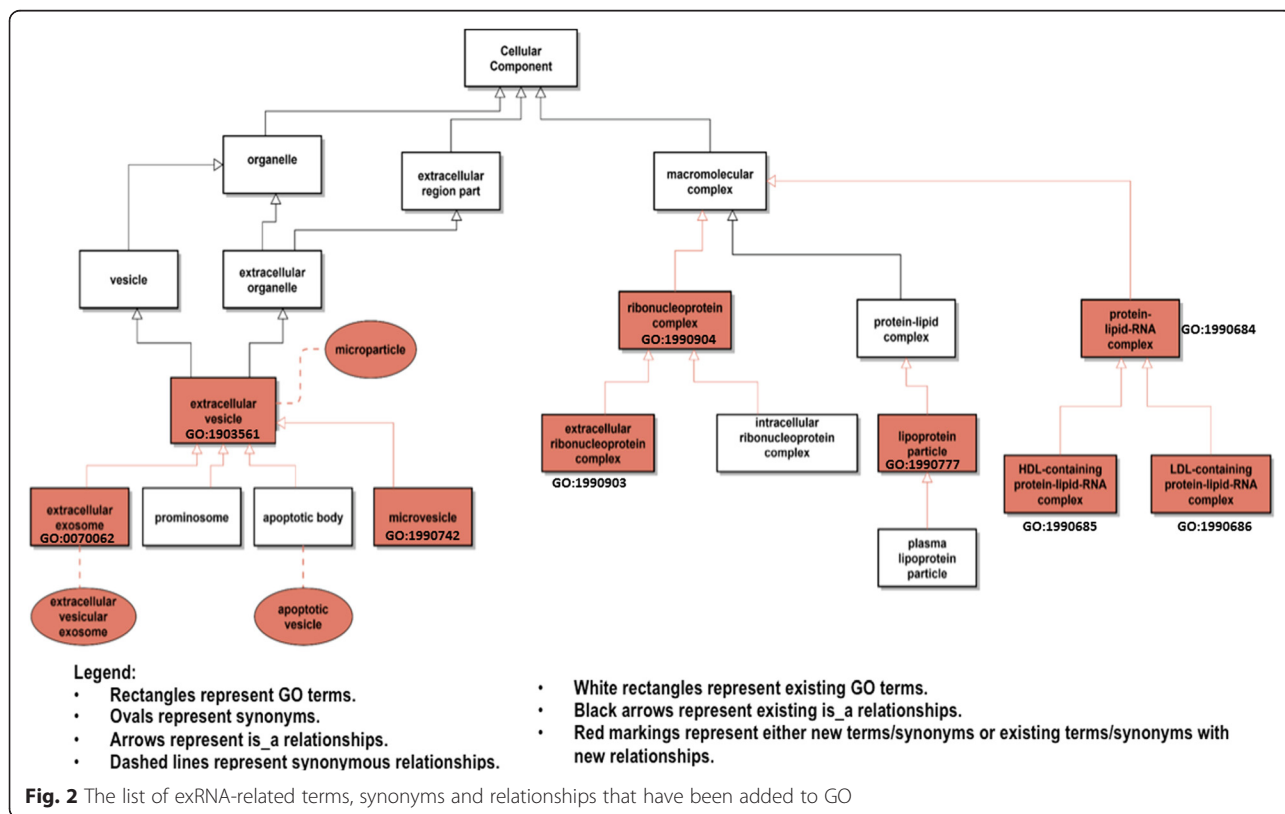 Cellular
Component
organelle
extracellular
region part
macromolecular
complex
vesicle
extracellular
organelle
ribonucleoprotein
complex
GO:1990904
protein-lipid
complex
protein-
lipid-RNA
complex
GO:1990684
microparticle
extracellular
vesicle
GO:1903561
extracellular
ribonucleoprotein
complex
GO:1990903
intracellular
ribonucleoprotein
complex
lipoprotein
particle
GO:1990777
HDL-containing
protein-lipid-RNA
complex
GO:1990685
LDL-containing
protein-lipid-RNA
complex
GO:1990686
extracellular
exosome
GO:0070062
prominosome
apoptotic body
microvesicle
GO:1990742
plasma
lipoprotein
particle
extracellular
vesicular
exosome
apoptotic
vesicle
Legend:
• Rectangles represent GO terms.
• Ovals represent synonyms.
• Arrows represent is_a relationships.
• Dashed lines represent synonymous relationships.
• White rectangles represent existing GO terms.
• Black arrows represent existing is_a relationships.
• Red markings represent either new terms/synonyms or existing terms/synonyms with
new relationships.
Fig. 2 The list of exRNA-related terms, synonyms and relationships that have been added to GO